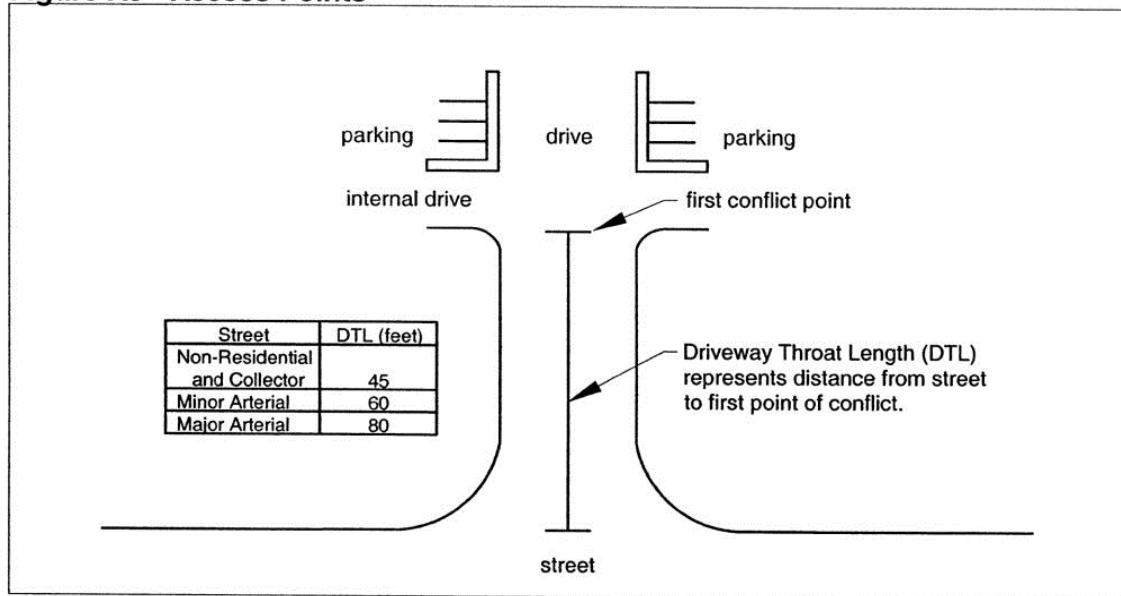 parking
drive
parking
internal drive
first conflict point
Street DTL (feet)
Non-Residential
and Collector 45
Minor Arterial 60
Major Arterial 80
Driveway Throat Length (DTL)
represents distance from street
to first point of conflict.
street